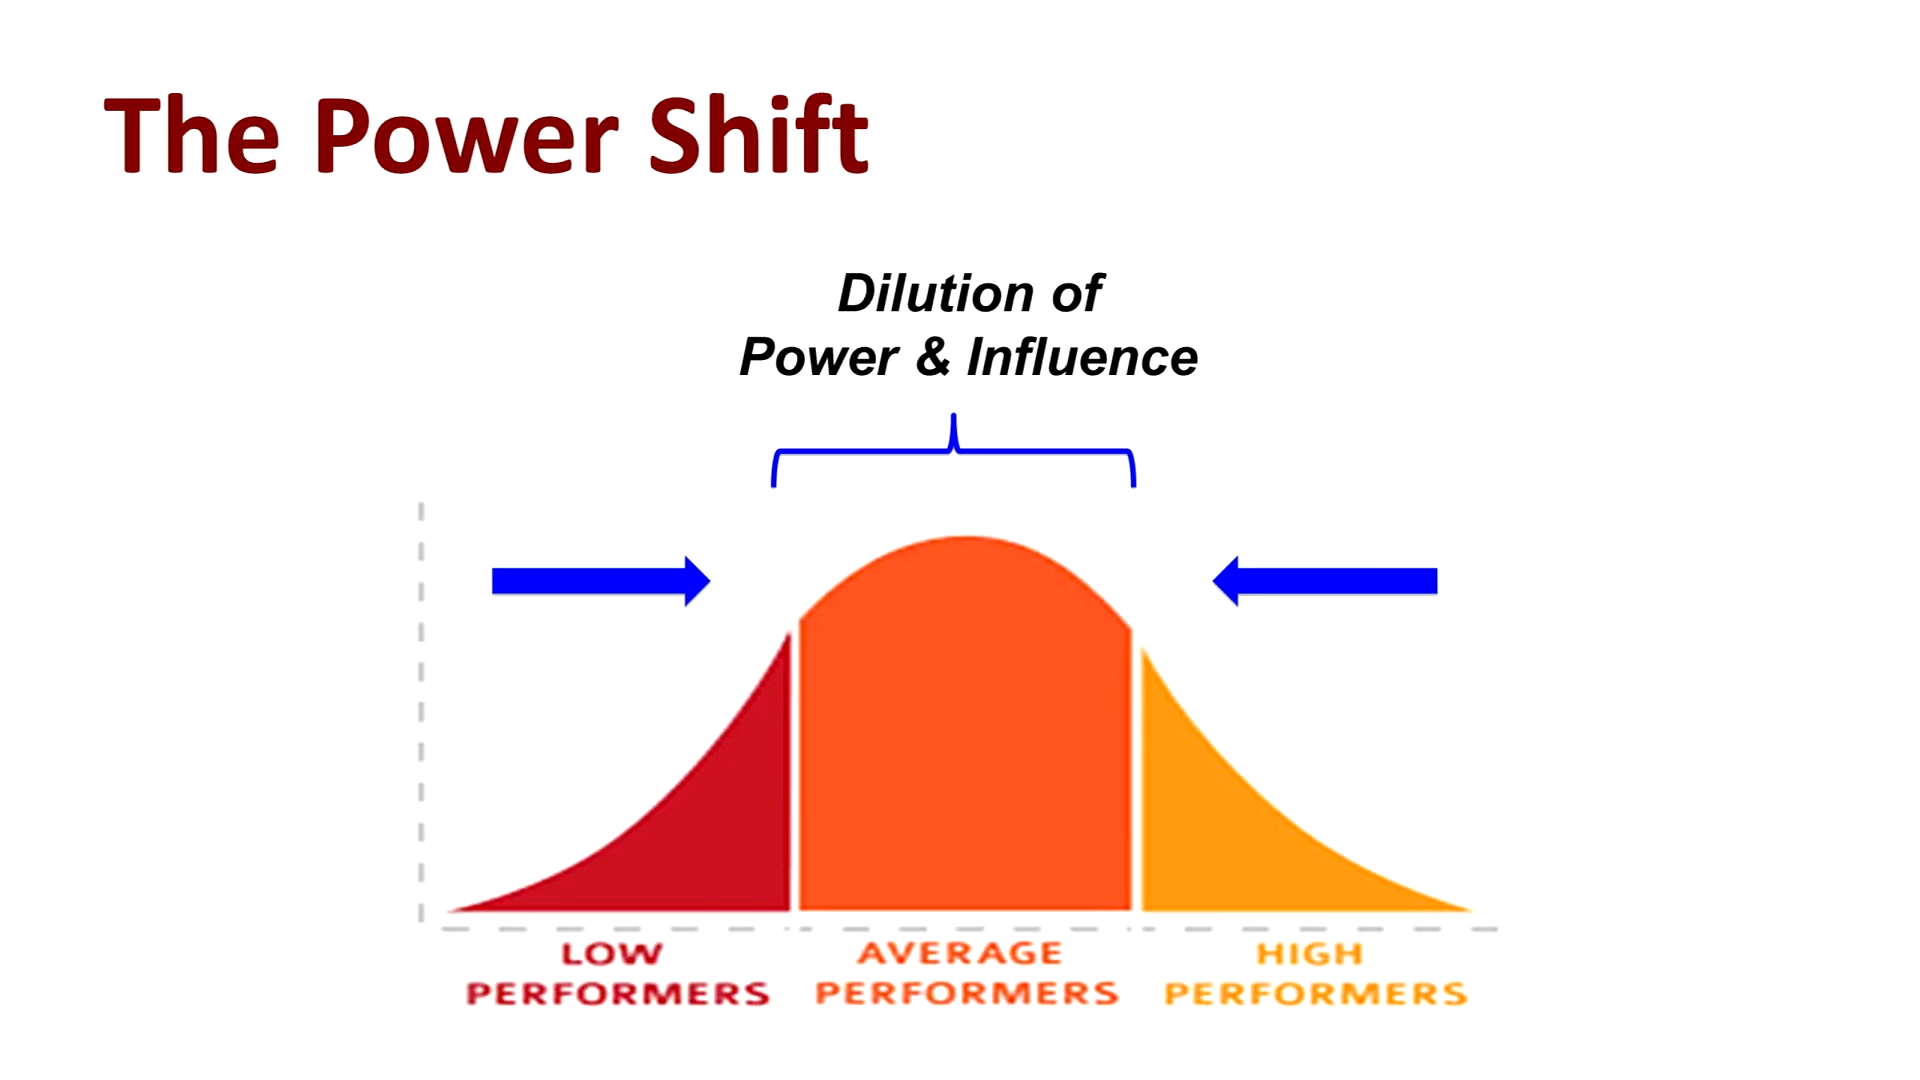 The Power Shift
Dilution of
Power & Influence
LOW
PERFORMERS
AVERAGE
PERFORMERS
HIGH
PERFORMERS